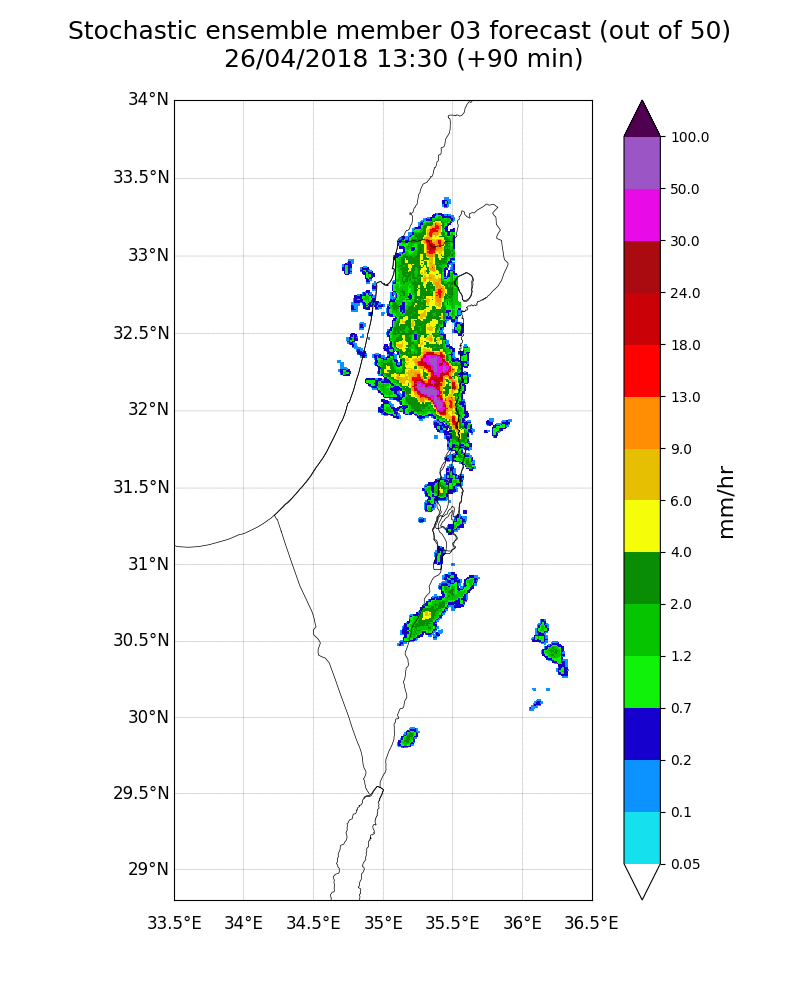 Stochastic ensemble member 03 forecast (out of 50)
26/04/2018 13:30 (+90 min)
34°N
33.5°N
33°N
32.5°N
32°N
31.5°N
31°N
30.5°N
30°N
29.5°N
29°N
33.5°E 34°E 34.5°E 35°E 35.5°E 36°E 36.5°E
100.0
50.0
30.0
24.0
18.0
13.0
9.0
6.0
4.0
2.0
1.2
0.7
0.2
0.1
0.05
mm/hr